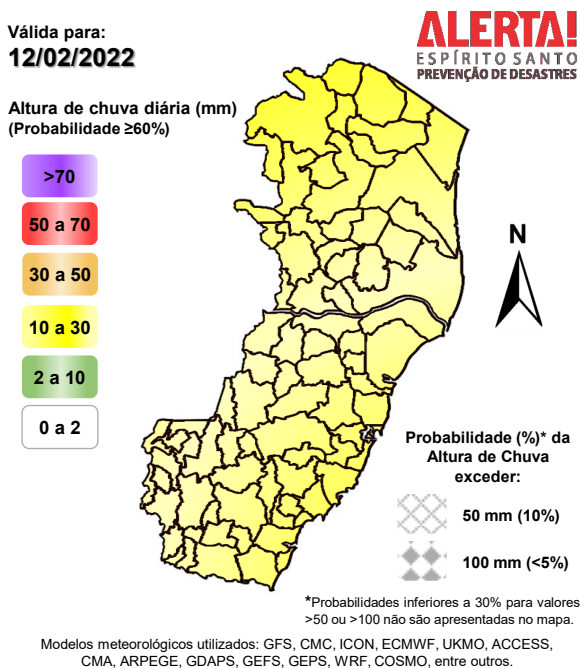 Válida para:
12/02/2022
ALERTA!
ESPÍRITO SANTO
PREVENÇÃO DE DESASTRES
Altura de chuva diária (mm)
(Probabilidade ≥60%)
>70
50 a 70
30 a 50
10 a 30
2 a 10
0 a 2
N
Probabilidade (%)* da
Altura de Chuva
exceder:
50 mm (10%)
100 mm (<5%)
*Probabilidades inferiores a 30% para valores
>50 ou >100 não são apresentadas no mapa.
Modelos meteorológicos utilizados: GFS, CMC, ICON, ECMWF, UKMO, ACCESS,
CMA, ARPEGE, GDAPS, GEFS, GEPS, WRF, COSMO, entre outros.